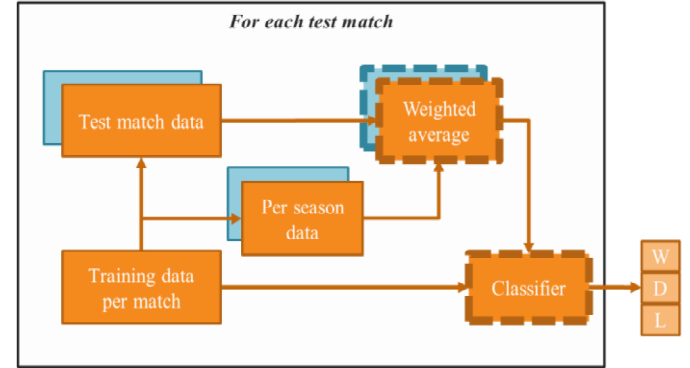 For each test match
Test match data
Weighted
average
Per season
data
Training data
per match
Classifier
W
D
L